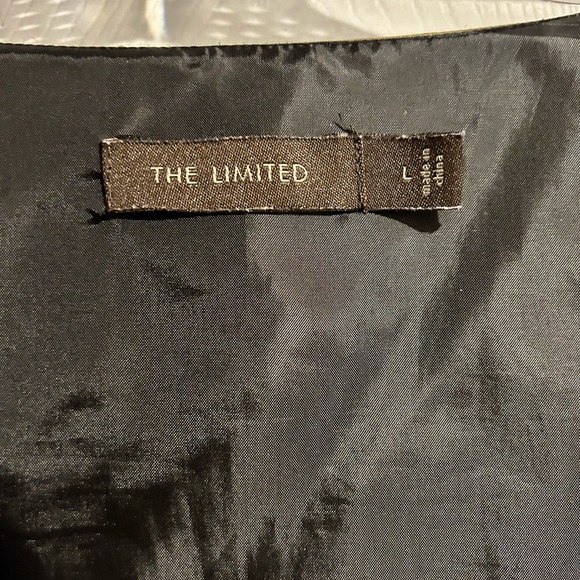 THE LIMITED
L
made in
china